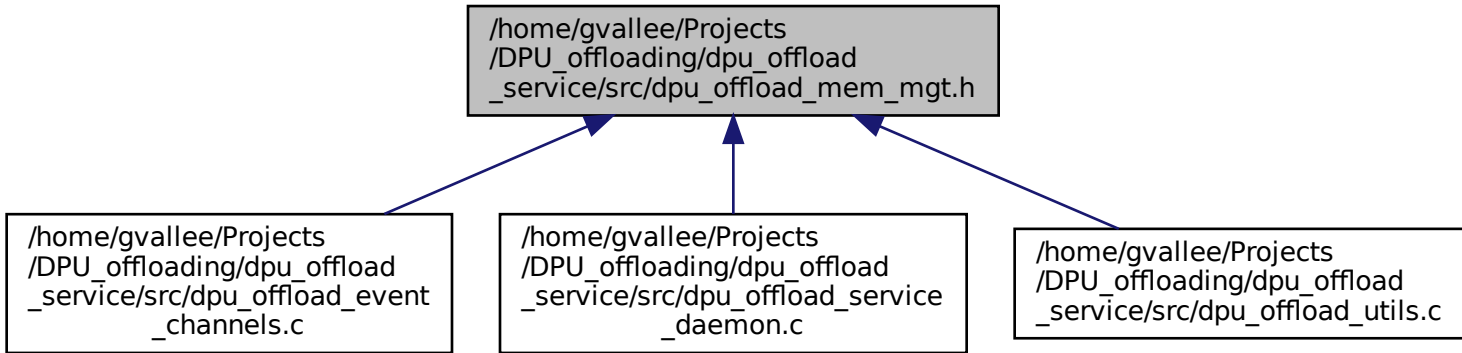 /home/gvallee/Projects
/DPU_offloading/dpu_offload
_service/src/dpu_offload_mem_mgt.h
/home/gvallee/Projects
/DPU_offloading/dpu_offload
_service/src/dpu_offload_event
_channels.c
/home/gvallee/Projects
/DPU_offloading/dpu_offload
_service/src/dpu_offload_service
_daemon.c
/home/gvallee/Projects
/DPU_offloading/dpu_offload
_service/src/dpu_offload_utils.c